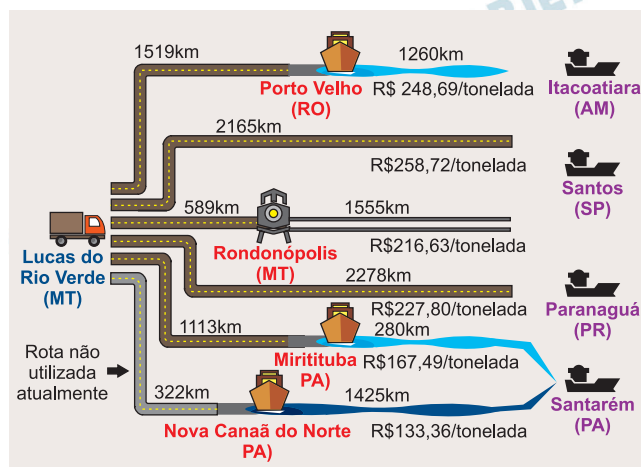 1519km
1260km
Porto Velho
(RO)
R$ 248,69/tonelada
Itacoatiara
(AM)
2165km
R$258,72/tonelada
Santos
(SP)
589km
1555km
Rondonópolis
(MT)
R$216,63/tonelada
Lucas do
Rio Verde
(MT)
2278km
R$227,80/tonelada
Paranaguá
(PR)
1113km
280km
Miritituba
PA)
R$167,49/tonelada
Rota não
utilizada
atualmente
322km
1425km
Nova Canaã do Norte
PA)
R$133,36/tonelada
Santarém
(PA)